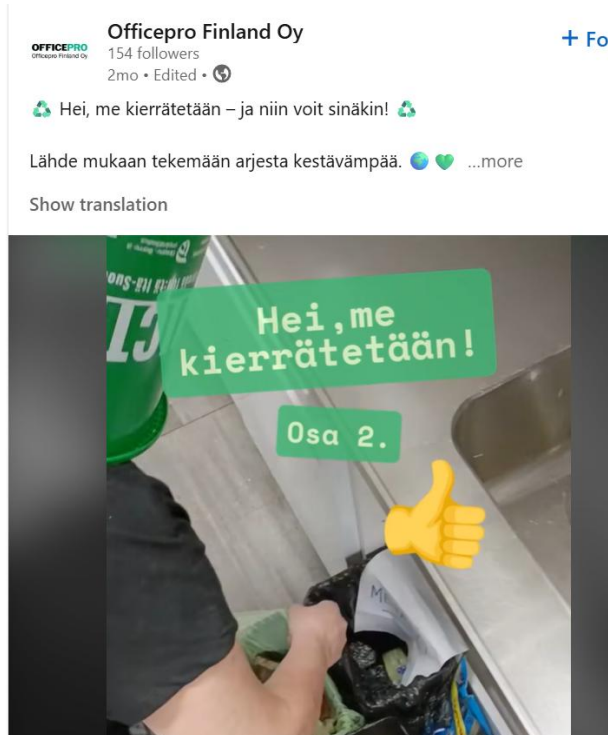 OFFICEPRO
Officepro Finland Oy
Officepro Finland Oy
154 followers
2mo • Edited •
+ Fo
♻️ Hei, me kierrätetään – ja niin voit sinäkin! ♻️
Lähde mukaan tekemään arjesta kestävämpää. 🌍 💚 ...more
Show translation
Hei,me
kierrätetään!
Osa 2.